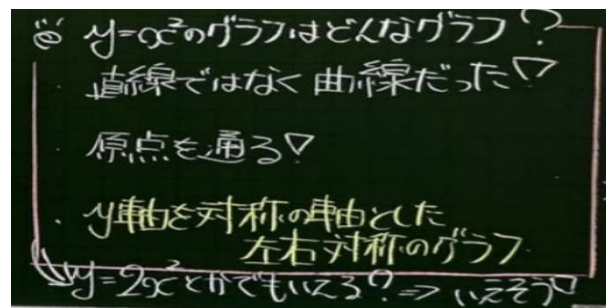 ◎ y=x²のグラフはどんなグラフ?
・直線ではなく曲線だった▽
・原点を通る▽
・y軸を対称の軸とした
左右対称のグラフ
↳y=2x²とかでもいえる?⇒いえそう▽